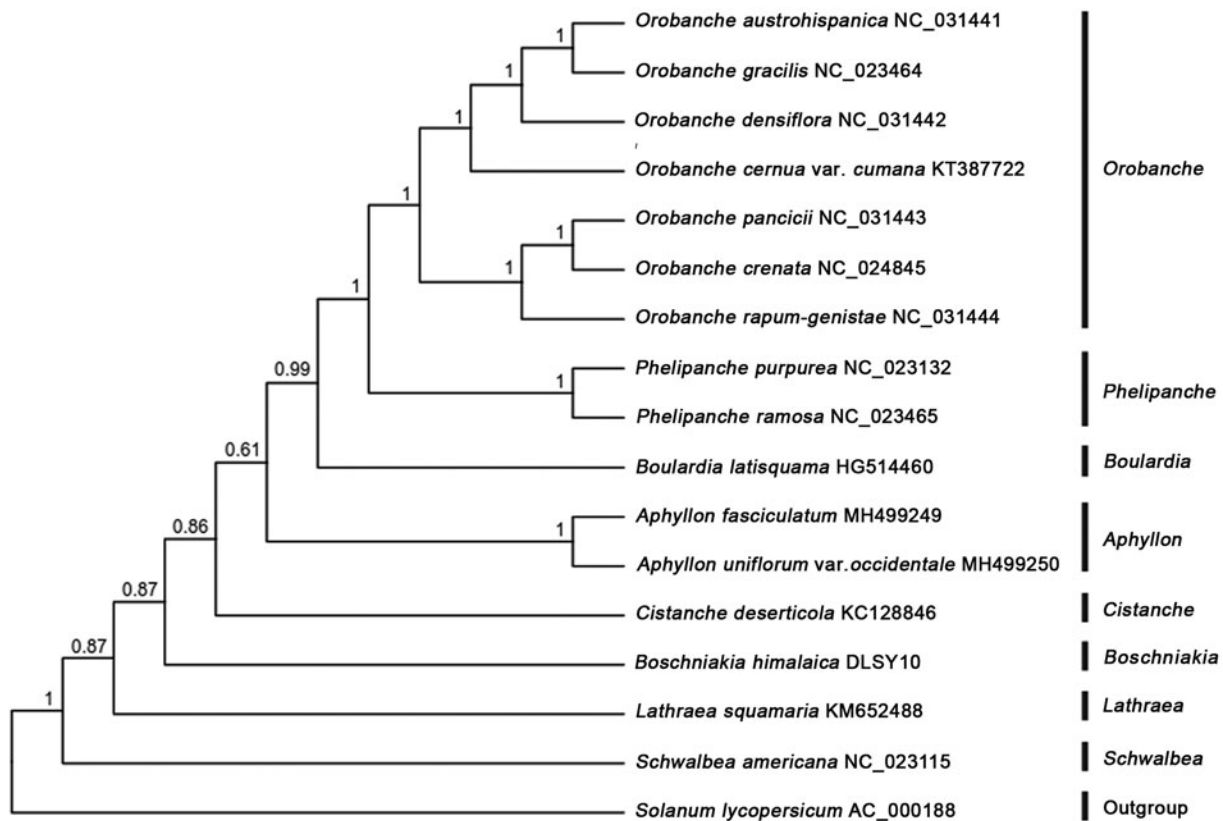 Orobanche austrohispanica NC_031441
1
Orobanche gracilis NC_023464
1
Orobanche densiflora NC_031442
1
Orobanche cernua var. cumana KT387722
Orobanche
1
Orobanche pancicii NC_031443
1
Orobanche crenata NC_024845
1
Orobanche rapum-genistae NC_031444
1
Phelipanche purpurea NC_023132
1
Phelipanche
Phelipanche ramosa NC_023465
0.99
Boulardia latisquama HG514460
Boulardia
0.61
Aphyllon fasciculatum MH499249
1
Aphyllon
Aphyllon uniflorum var.occidentale MH499250
0.86
Cistanche deserticola KC128846
Cistanche
0.87
Boschniakia himalaica DLSY10
Boschniakia
0.87
Lathraea squamaria KM652488
Lathraea
1
Schwalbea americana NC_023115
Schwalbea
Solanum lycopersicum AC_000188
Outgroup